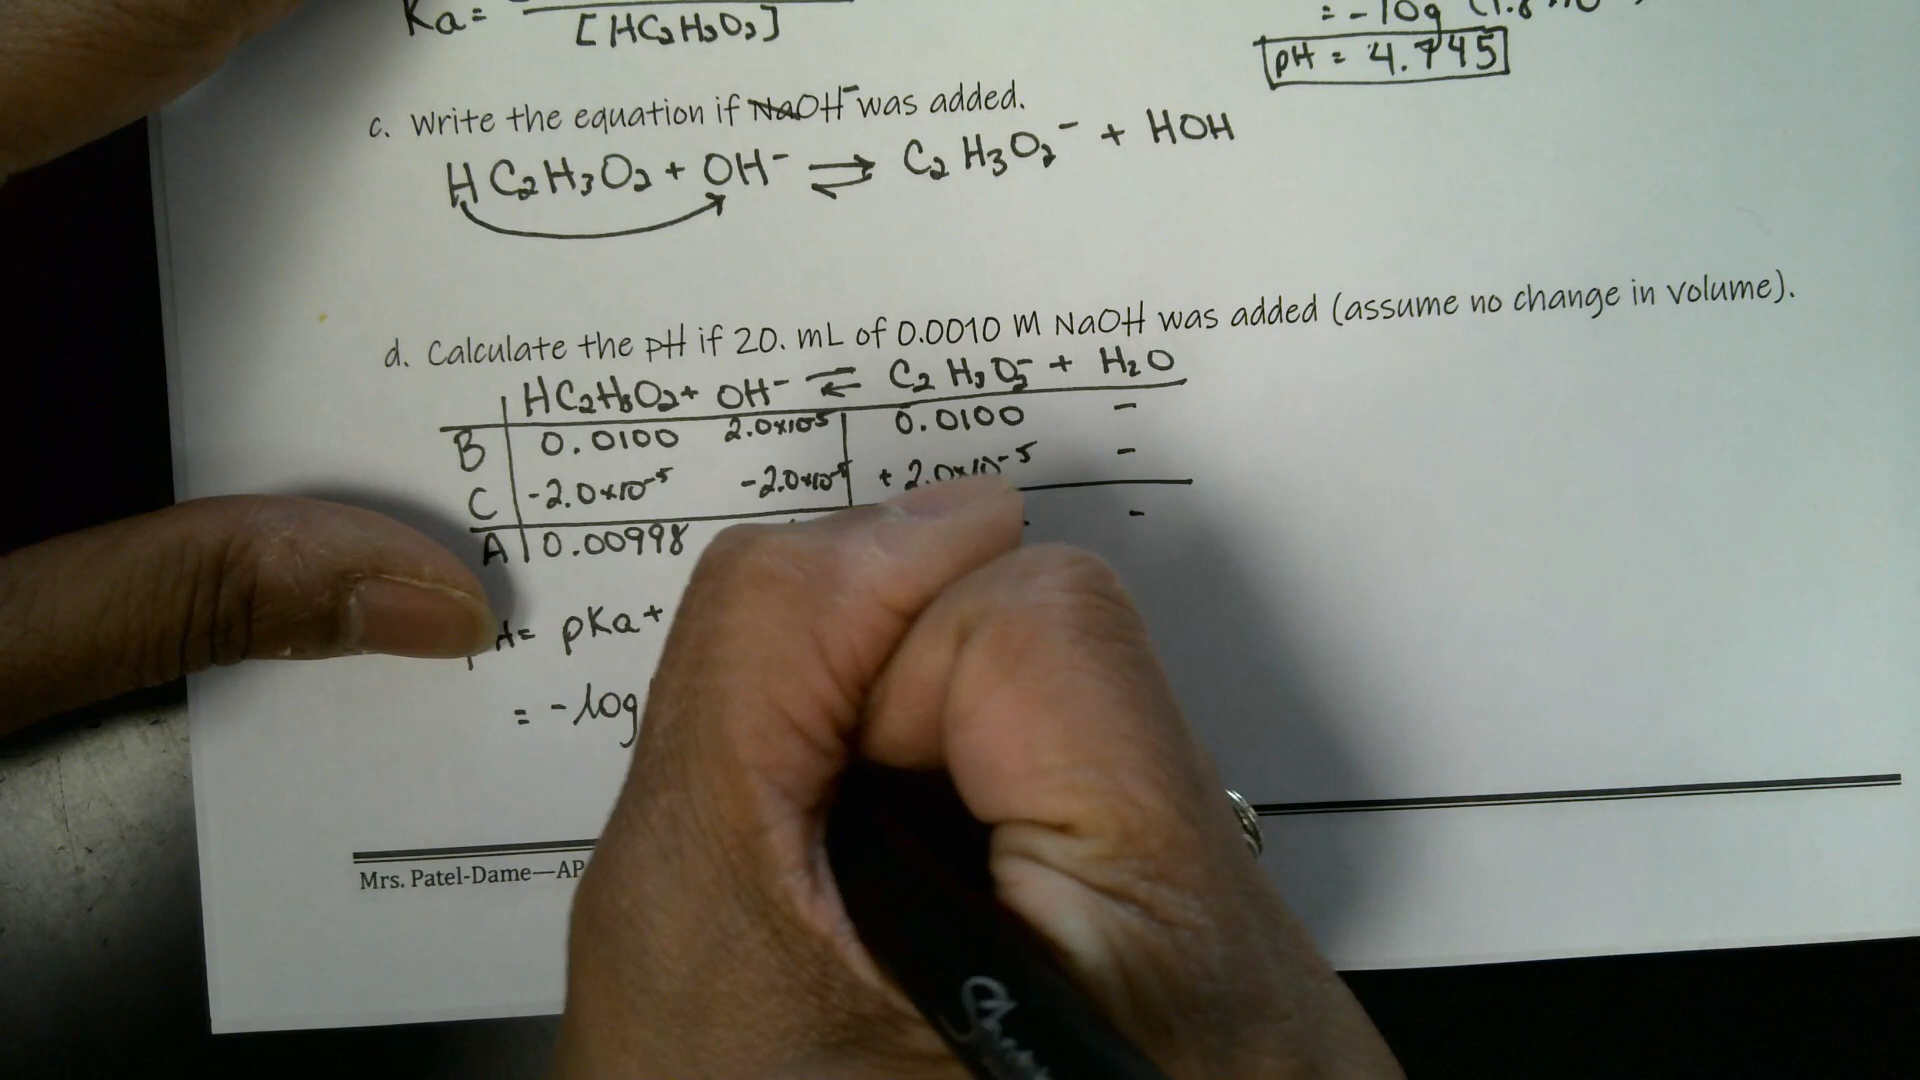 Ka =
[HC2H3O2]
= -log (1.8 x10
pH = 4.745
c. Write the equation if NaOH⁻ was added.
HC2H3O2 + OH⁻ ⇌ C2H3O2⁻ + HOH
d. Calculate the pH if 20. mL of 0.0010 M NaOH was added (assume no change in volume).
HC2H3O2 + OH⁻ ⇌ C2H3O2⁻ + H2O
B 0.0100 2.0x10⁻⁵ 0.0100 -
C -2.0x10⁻⁵ -2.0x10⁻⁵ + 2.0x10⁻⁵ -
A 0.00998 -
= pKa +
= -log
Mrs. Patel-Dame—AP